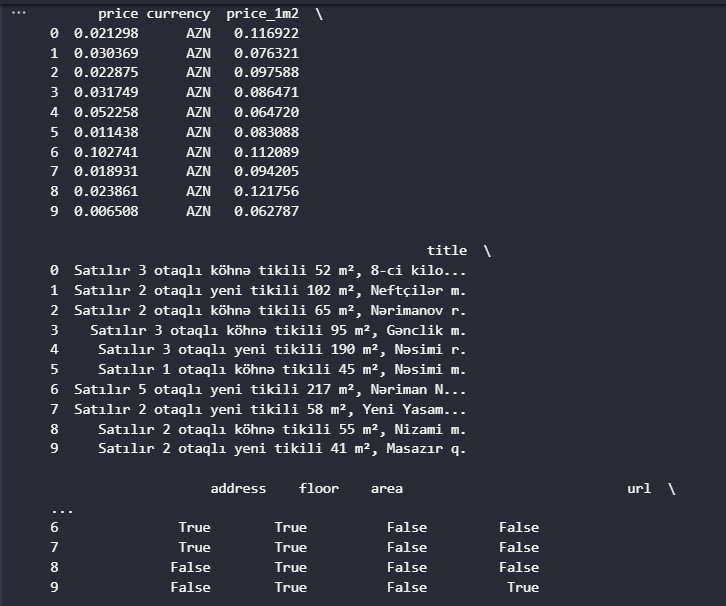 ...
price currency price_1m2 \
0 0.021298 AZN 0.116922
1 0.030369 AZN 0.076321
2 0.022875 AZN 0.097588
3 0.031749 AZN 0.086471
4 0.052258 AZN 0.064720
5 0.011438 AZN 0.083088
6 0.102741 AZN 0.112089
7 0.018931 AZN 0.094205
8 0.023861 AZN 0.121756
9 0.006508 AZN 0.062787
title \
0 Satılır 3 otaqlı köhnə tikili 52 m², 8-ci kilo...
1 Satılır 2 otaqlı yeni tikili 102 m², Neftçilər m.
2 Satılır 2 otaqlı köhnə tikili 65 m², Nərimanov r.
3 Satılır 3 otaqlı köhnə tikili 95 m², Gənclik m.
4 Satılır 3 otaqlı yeni tikili 190 m², Nəsimi r.
5 Satılır 1 otaqlı köhnə tikili 45 m², Nəsimi m.
6 Satılır 5 otaqlı yeni tikili 217 m², Nəriman N...
7 Satılır 2 otaqlı yeni tikili 58 m², Yeni Yasam...
8 Satılır 2 otaqlı köhnə tikili 55 m², Nizami m.
9 Satılır 2 otaqlı yeni tikili 41 m², Masazır q.
address floor area url \
...
6 True True False False
7 True True False False
8 False True False False
9 False True False True